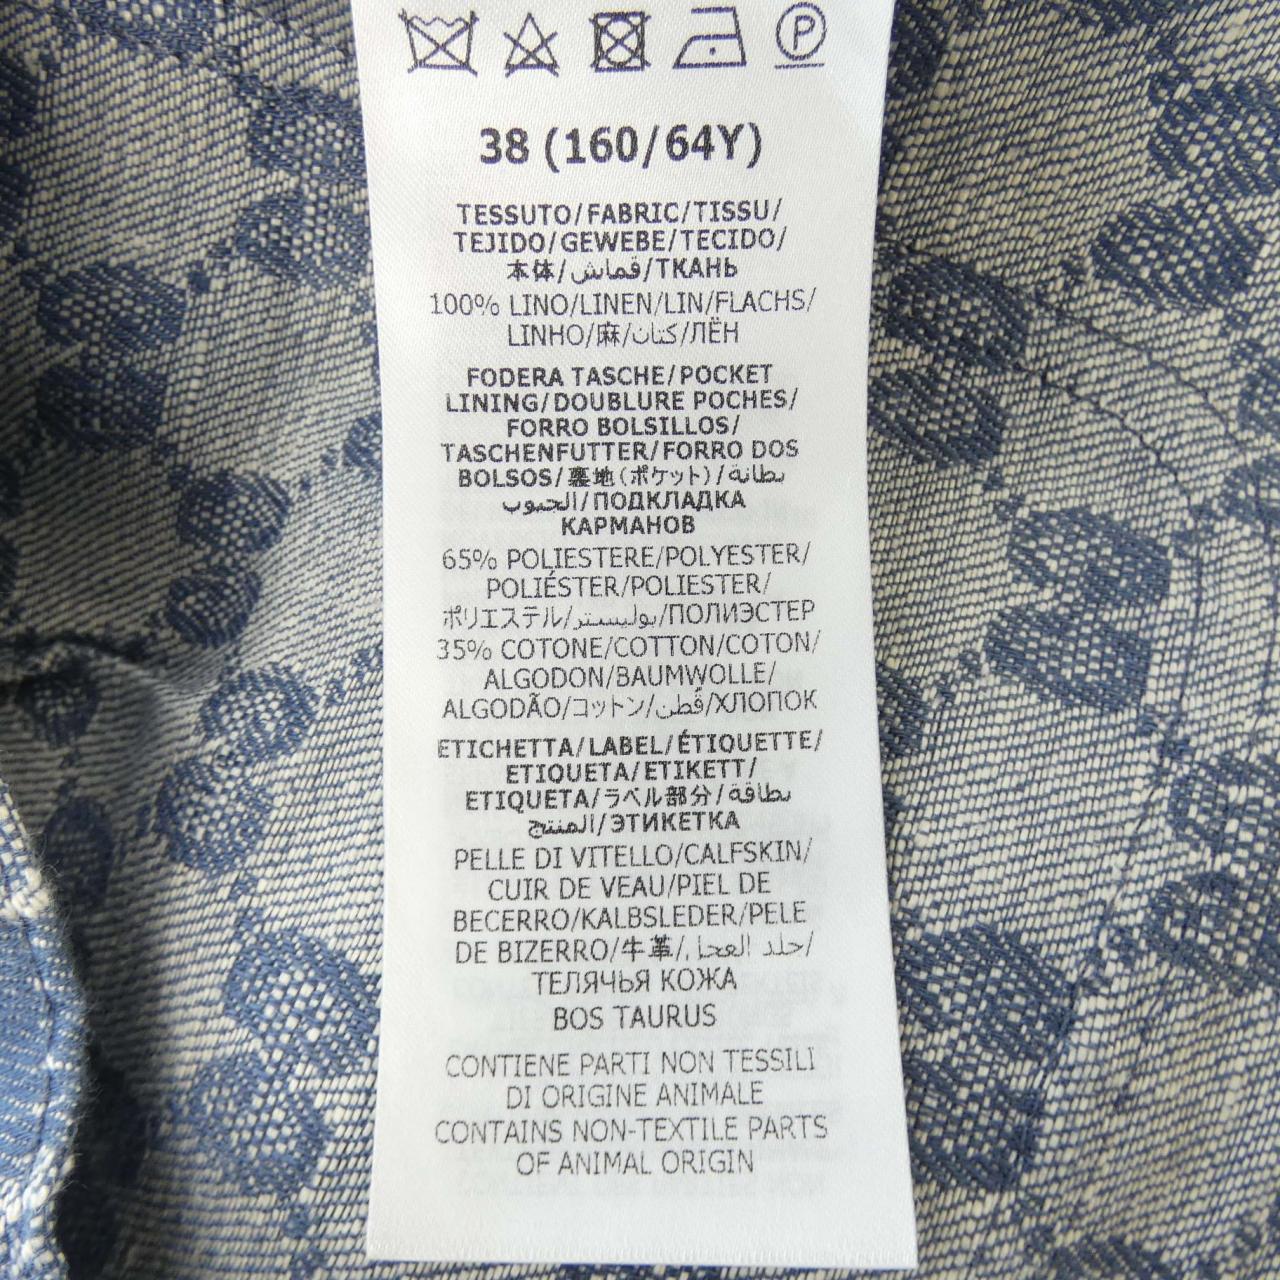 P
38 (160/64Y)
TESSUTO/FABRIC/TISSU/
TEJIDO/GEWEBE/TECIDO/
本体/قماش/ТКАНЬ
100% LINO/LINEN/LIN/FLACHS/
LINHO/麻/كتان/ЛЁН
FODERA TASCHE/POCKET
LINING/DOUBLURE POCHES/
FORRO BOLSILLOS/
TASCHENFUTTER/FORRO DOS
BOLSOS/裏地(ポケット)/بطانة
الجيوب/ПОДКЛАДКА
КАРМАНОВ
65% POLIESTERE/POLYESTER/
POLIÉSTER/POLIESTER/
ポリエステル/بوليستر/ПОЛИЭСТЕР
35% COTONE/COTTON/COTON/
ALGODON/BAUMWOLLE/
ALGODÃO/コットン/قطن/ХЛОПОК
ETICHETTA/LABEL/ÉTIQUETTE/
ETIQUETA/ETIKETT/
ETIQUETA/ラベル部分/بطاقة
المنتج/ЭТИКЕТКА
PELLE DI VITELLO/CALFSKIN/
CUIR DE VEAU/PIEL DE
BECERRO/KALBSLEDER/PELE
DE BIZERRO/牛革/جلد العجل/
ТЕЛЯЧЬЯ КОЖА
BOS TAURUS
CONTIENE PARTI NON TESSILI
DI ORIGINE ANIMALE
CONTAINS NON-TEXTILE PARTS
OF ANIMAL ORIGIN